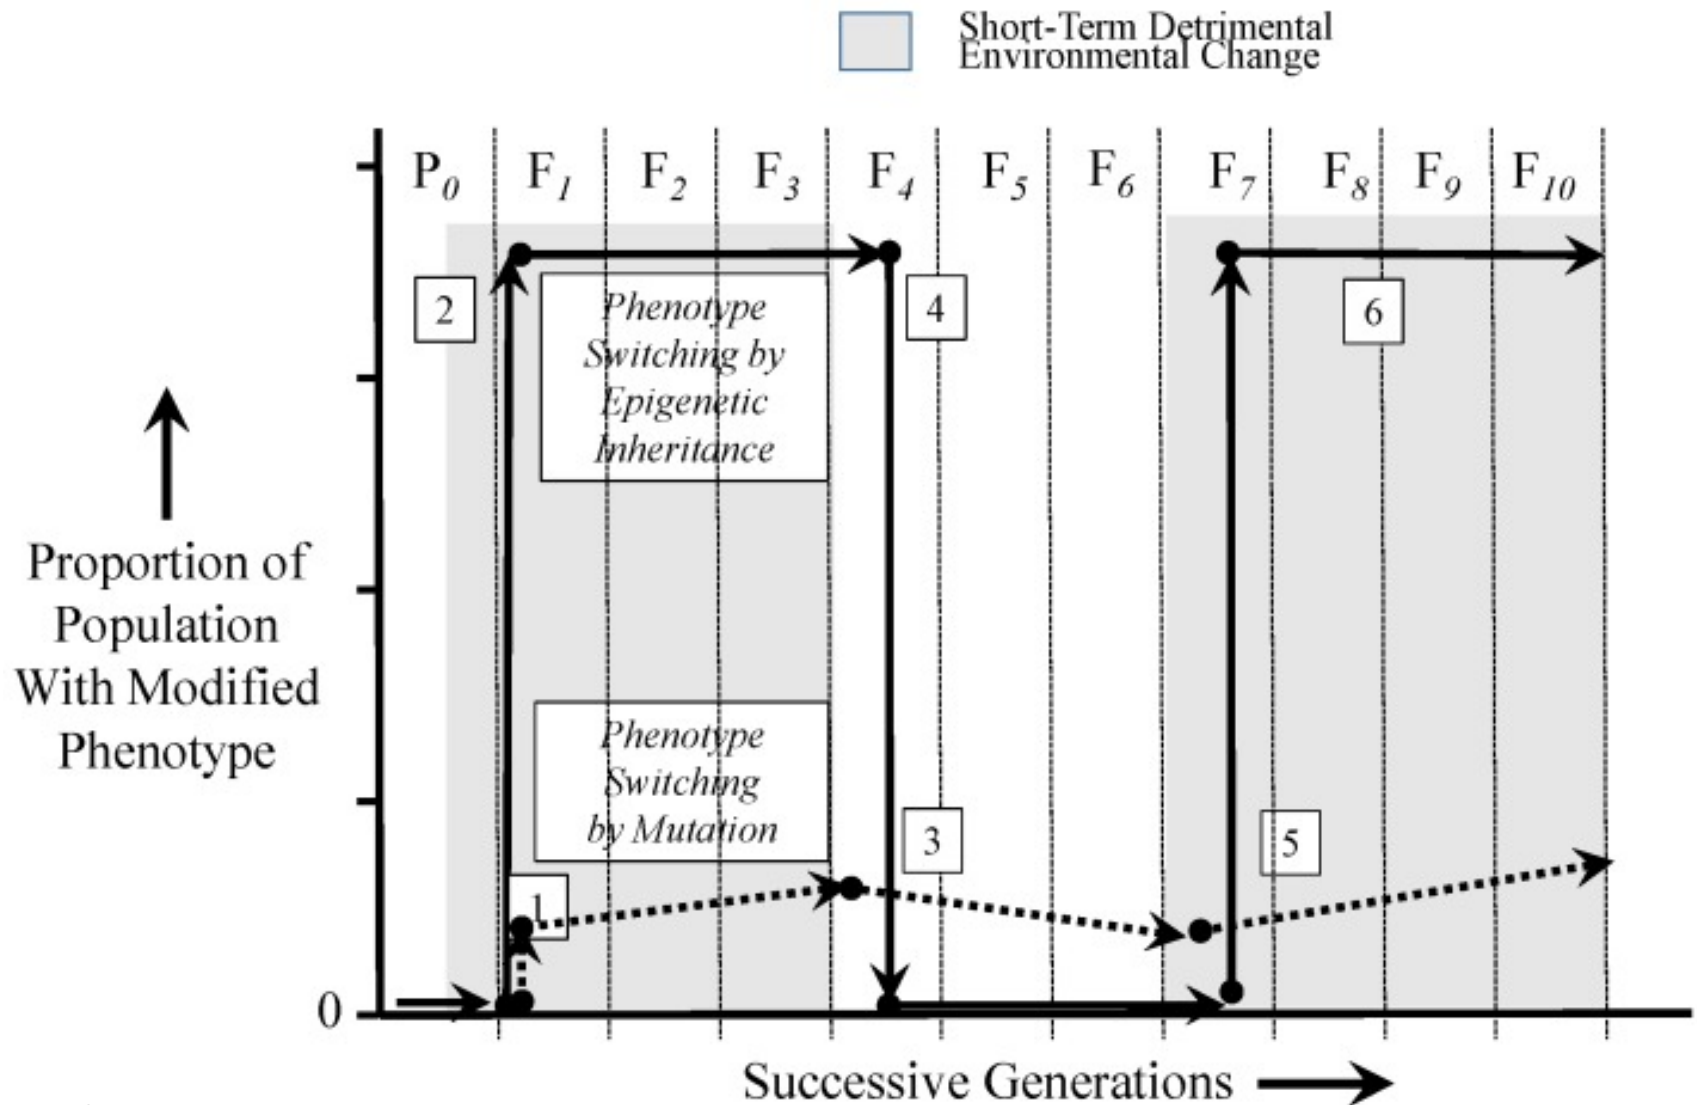 Short-Term Detrimental
Environmental Change
P0 F1 F2 F3 F4 F5 F6 F7 F8 F9 F10
2
Phenotype
Switching by
Epigenetic
Inheritance
4
6
Proportion of
Population
With Modified
Phenotype
Phenotype
Switching
by Mutation
1
3
5
0
Successive Generations